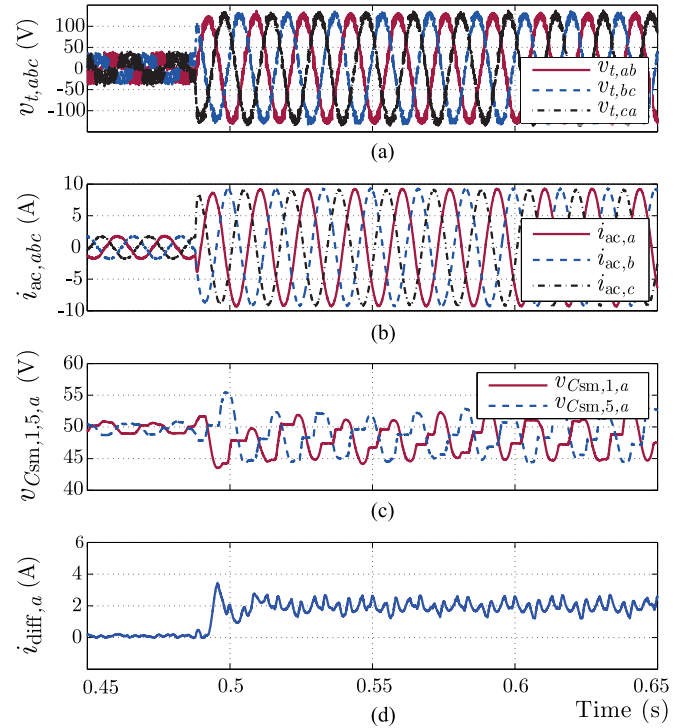 v_{t,abc} (V)
100
50
0
-50
-100
v_{t,ab}
v_{t,bc}
v_{t,ca}
(a)
i_{ac,abc} (A)
10
5
0
-5
-10
i_{ac,a}
i_{ac,b}
i_{ac,c}
(b)
v_{Csm,1,5,a} (V)
60
55
50
45
40
v_{Csm,1,a}
v_{Csm,5,a}
(c)
i_{diff,a} (A)
6
4
2
0
0.45
0.5
0.55
0.6
0.65
Time (s)
(d)